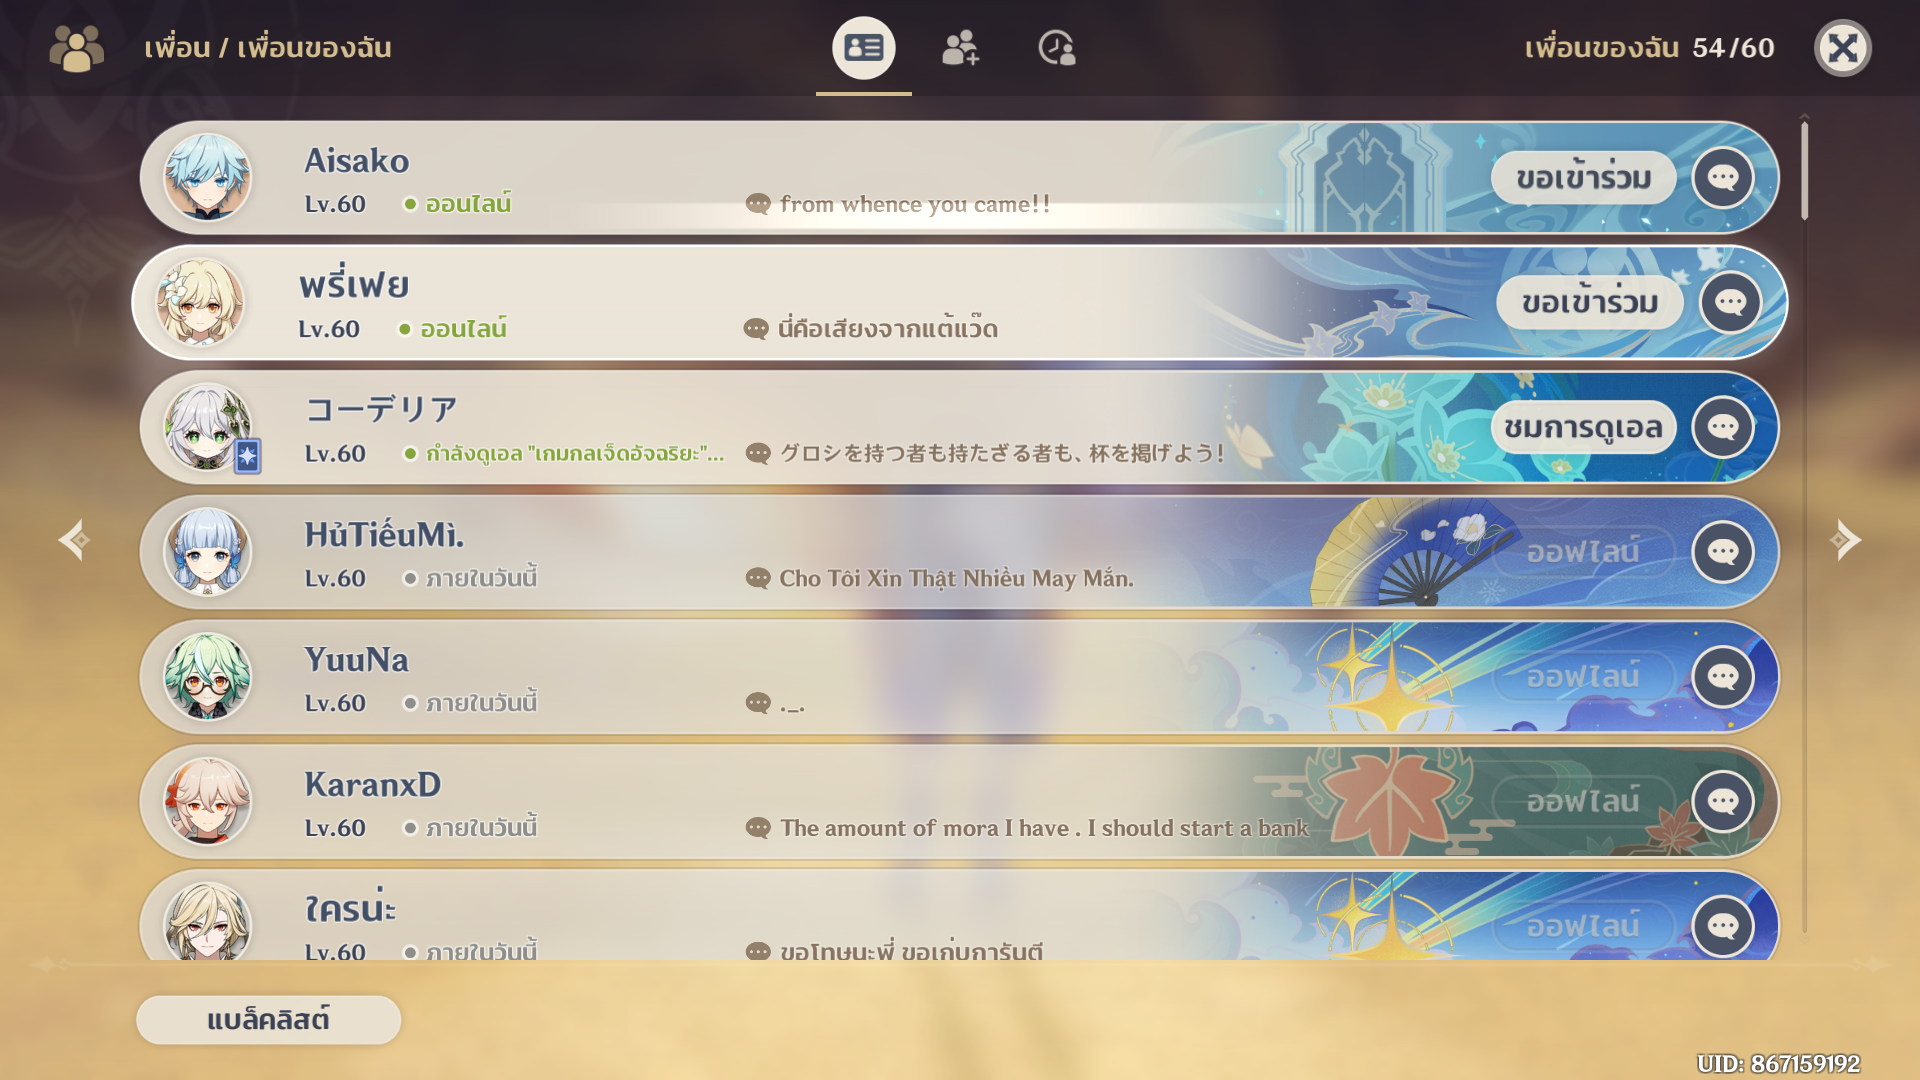 เพื่อน / เพื่อนของฉัน
เพื่อนของฉัน 54/60
Aisako
Lv.60 ออนไลน์
from whence you came!!
ขอเข้าร่วม
พรี่เฟย
Lv.60 ออนไลน์
นี่คือเสียงจากแต้แว๊ด
ขอเข้าร่วม
コーデリア
Lv.60 กำลังดูเอล "เกมกลเจ็ดอัจฉริยะ"...
グロシを持つ者も持たざる者も、杯を掲げよう!
ชมการดูเอล
HủTiếuMì.
Lv.60 ภายในวันนี้
Cho Tôi Xin Thật Nhiều May Mắn.
ออฟไลน์
YuuNa
Lv.60 ภายในวันนี้
._.
ออฟไลน์
KaranxD
Lv.60 ภายในวันนี้
The amount of mora I have . I should start a bank
ออฟไลน์
ใครน่ะ
Lv.60 ภายในวันนี้
ขอโทษนะพี่ ขอเก่บการันตี
ออฟไลน์
แบล็คลิสต์
UID: 867159192